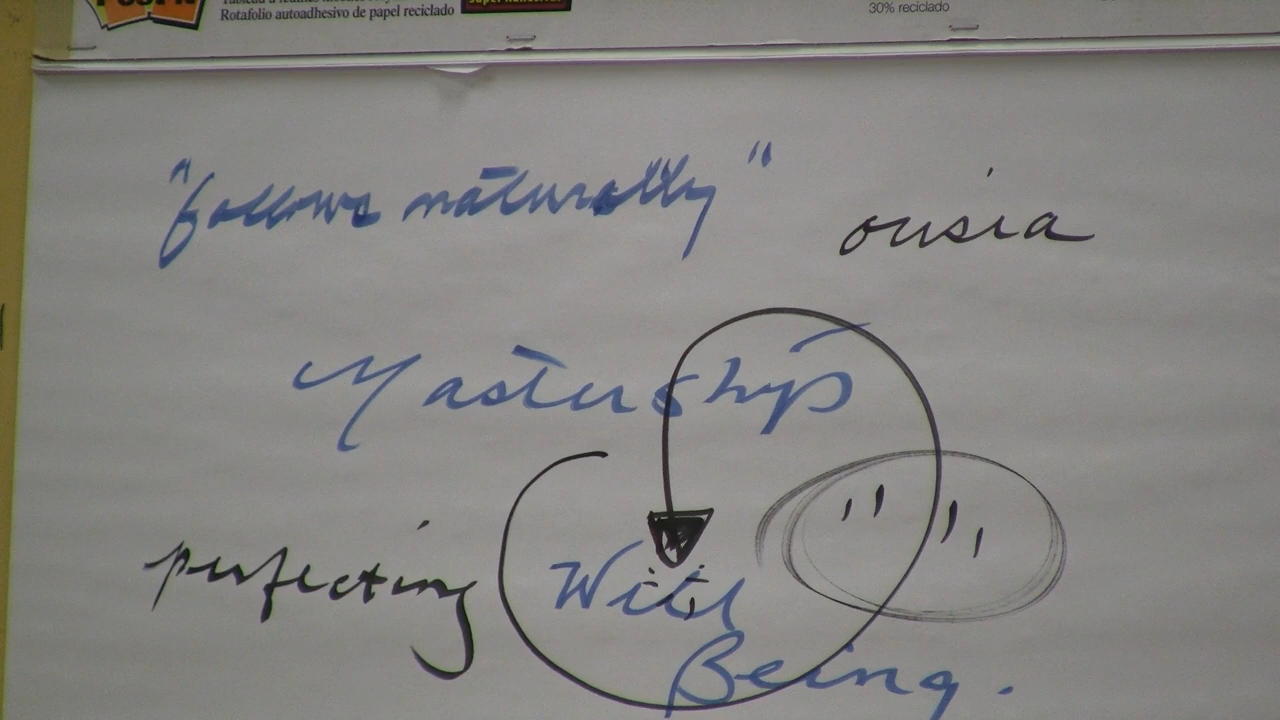 Rotafolio autoadhesivo de papel reciclado
30% reciclado
"follows naturally"
ousia
Mastership
perfecting
With
Being.